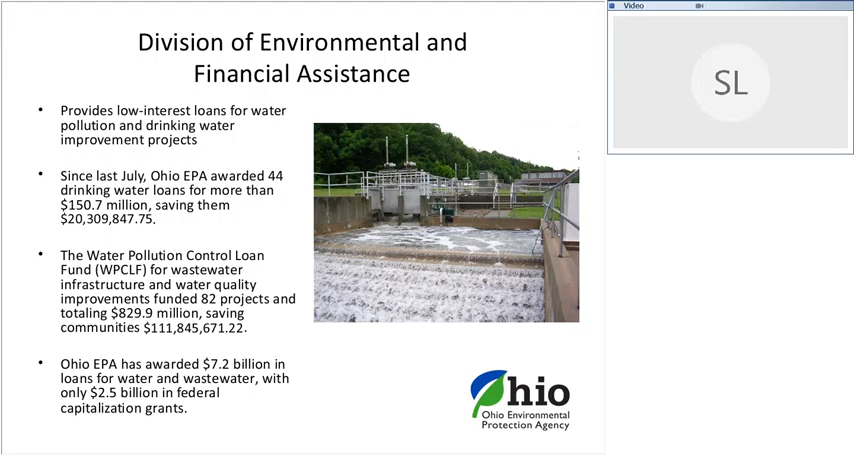 Division of Environmental and
Financial Assistance
• Provides low-interest loans for water
pollution and drinking water
improvement projects
• Since last July, Ohio EPA awarded 44
drinking water loans for more than
$150.7 million, saving them
$20,309,847.75.
• The Water Pollution Control Loan
Fund (WPCLF) for wastewater
infrastructure and water quality
improvements funded 82 projects and
totaling $829.9 million, saving
communities $111,845,671.22.
• Ohio EPA has awarded $7.2 billion in
loans for water and wastewater, with
only $2.5 billion in federal
capitalization grants.
Ohio
Ohio Environmental
Protection Agency
Video
SL